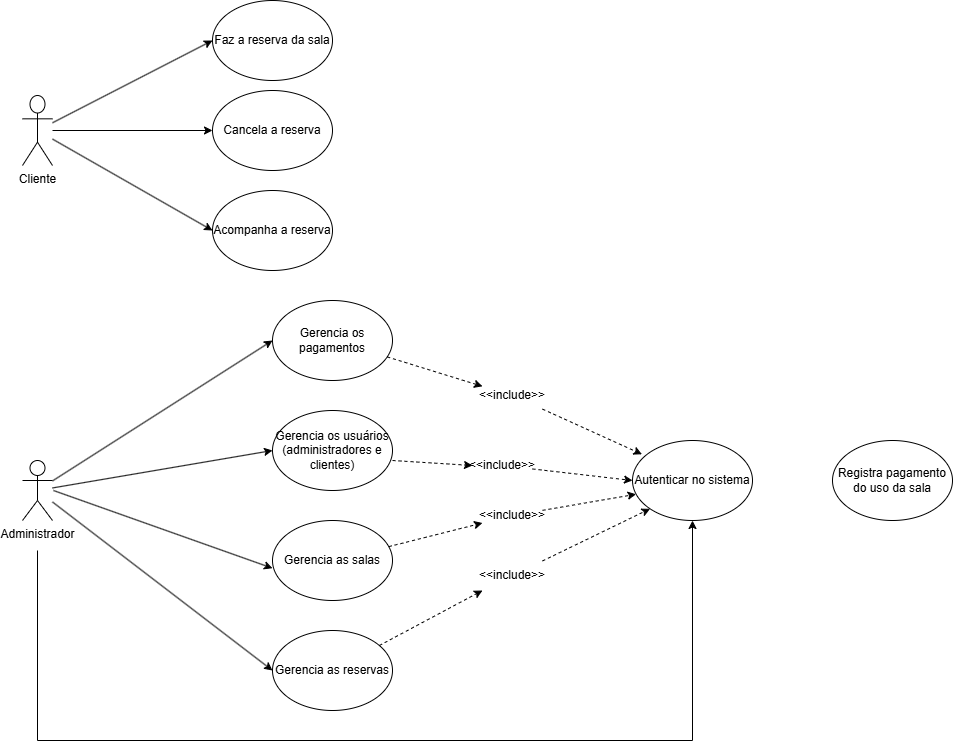 Faz a reserva da sala
Cancela a reserva
Cliente
Acompanha a reserva
Gerencia os
pagamentos
<<include>>
Gerencia os usuários
(administradores e
clientes)
<<include>>
Autenticar no sistema
Registra pagamento
do uso da sala
<<include>>
Administrador
Gerencia as salas
<<include>>
Gerencia as reservas